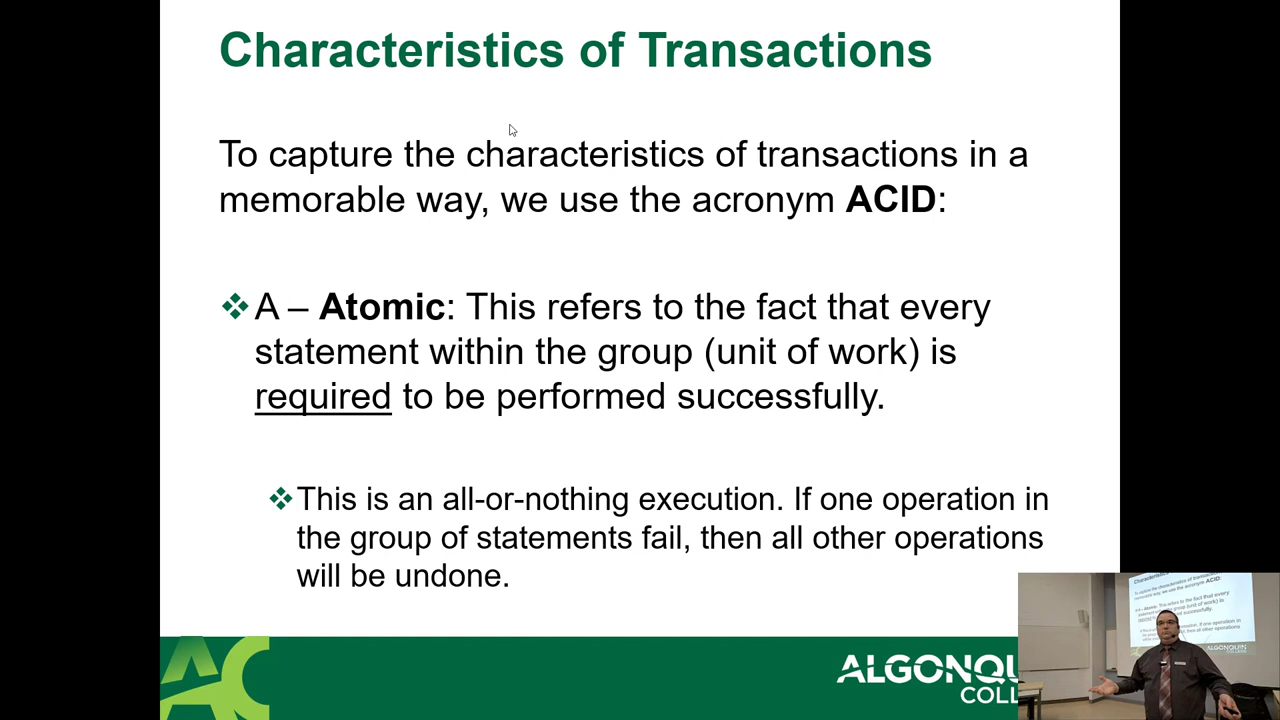 Characteristics of Transactions
To capture the characteristics of transactions in a
memorable way, we use the acronym ACID:
❖ A – Atomic: This refers to the fact that every
statement within the group (unit of work) is
required to be performed successfully.
❖ This is an all-or-nothing execution. If one operation in
the group of statements fail, then all other operations
will be undone.
AC
ALGONQU
COLL